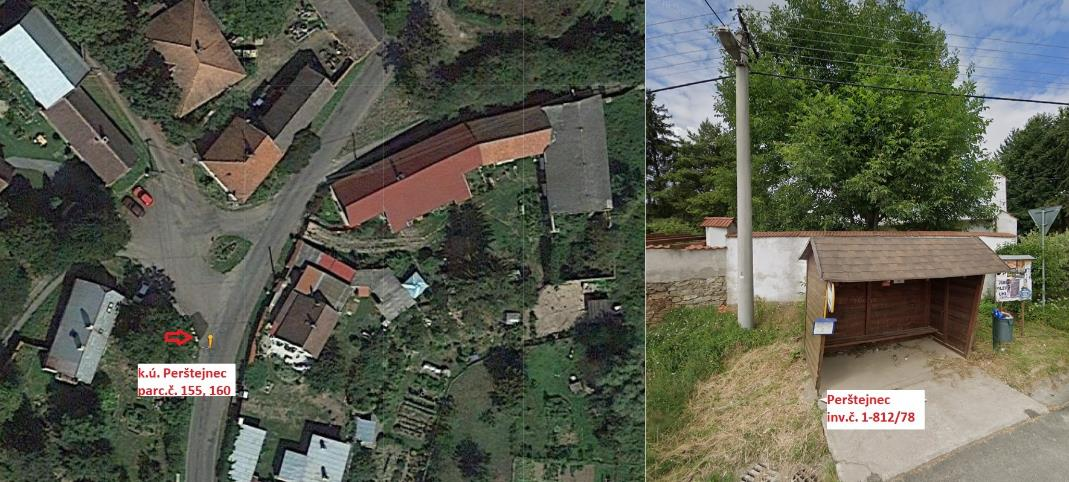 k.ú. Perštejnec
parc.č. 155, 160
Perštejnec
inv.č. 1-812/78